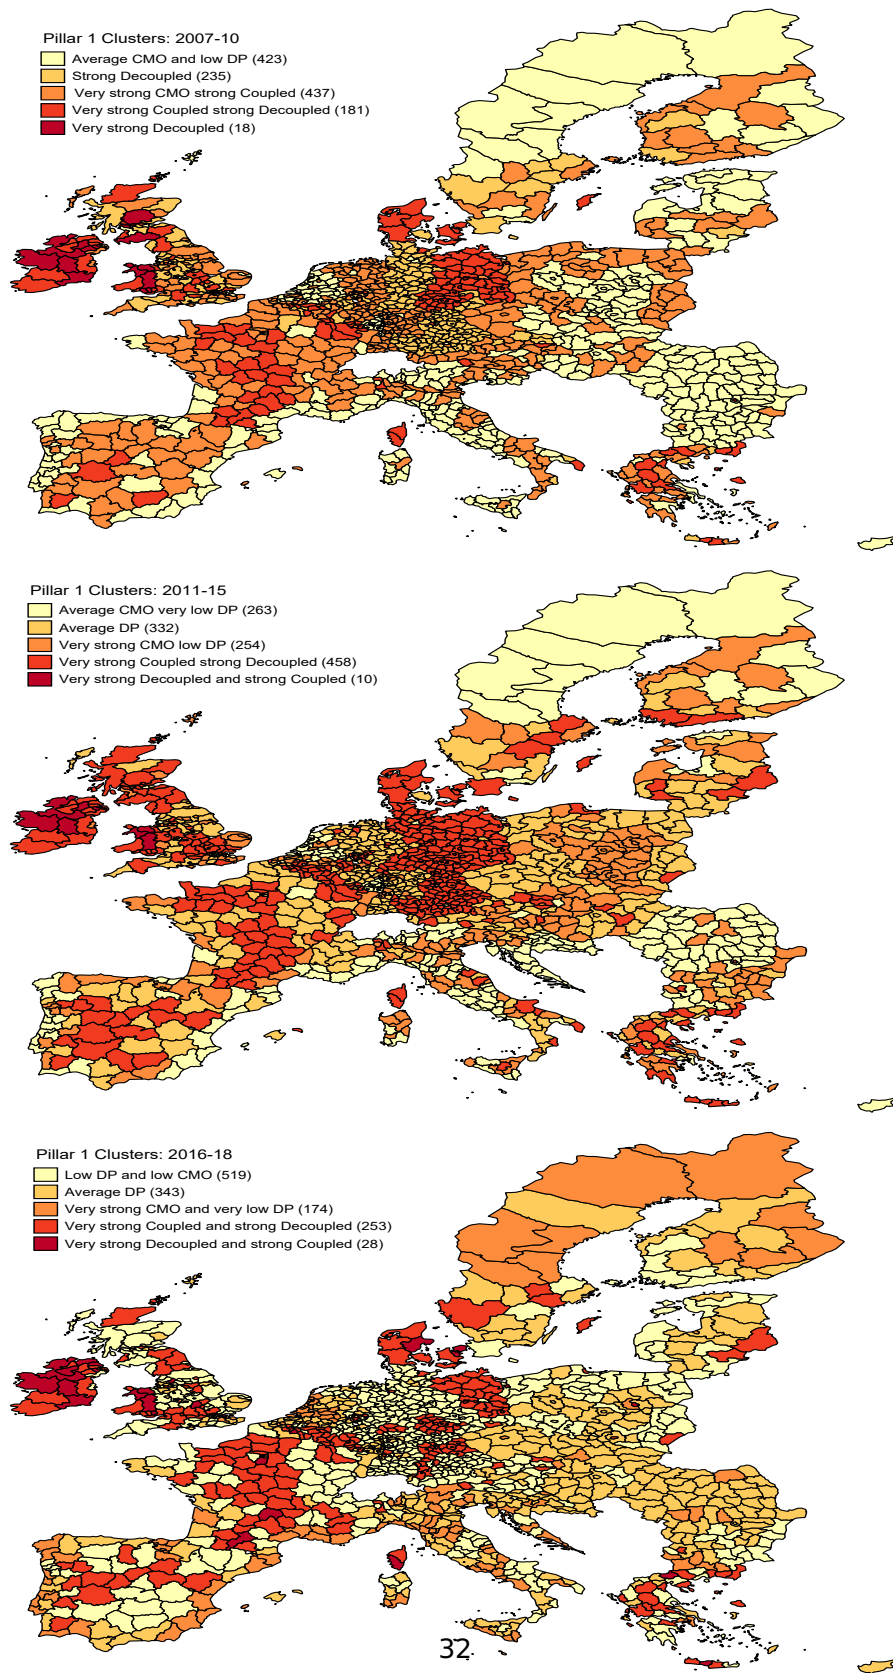 Pillar 1 Clusters: 2007-10
Average CMO and low DP (423)
Strong Decoupled (235)
Very strong CMO strong Coupled (437)
Very strong Coupled strong Decoupled (181)
Very strong Decoupled (18)
Pillar 1 Clusters: 2011-15
Average CMO very low DP (263)
Average DP (332)
Very strong CMO low DP (254)
Very strong Coupled strong Decoupled (458)
Very strong Decoupled and strong Coupled (10)
Pillar 1 Clusters: 2016-18
Low DP and low CMO (519)
Average DP (343)
Very strong CMO and very low DP (174)
Very strong Coupled and strong Decoupled (253)
Very strong Decoupled and strong Coupled (28)
32